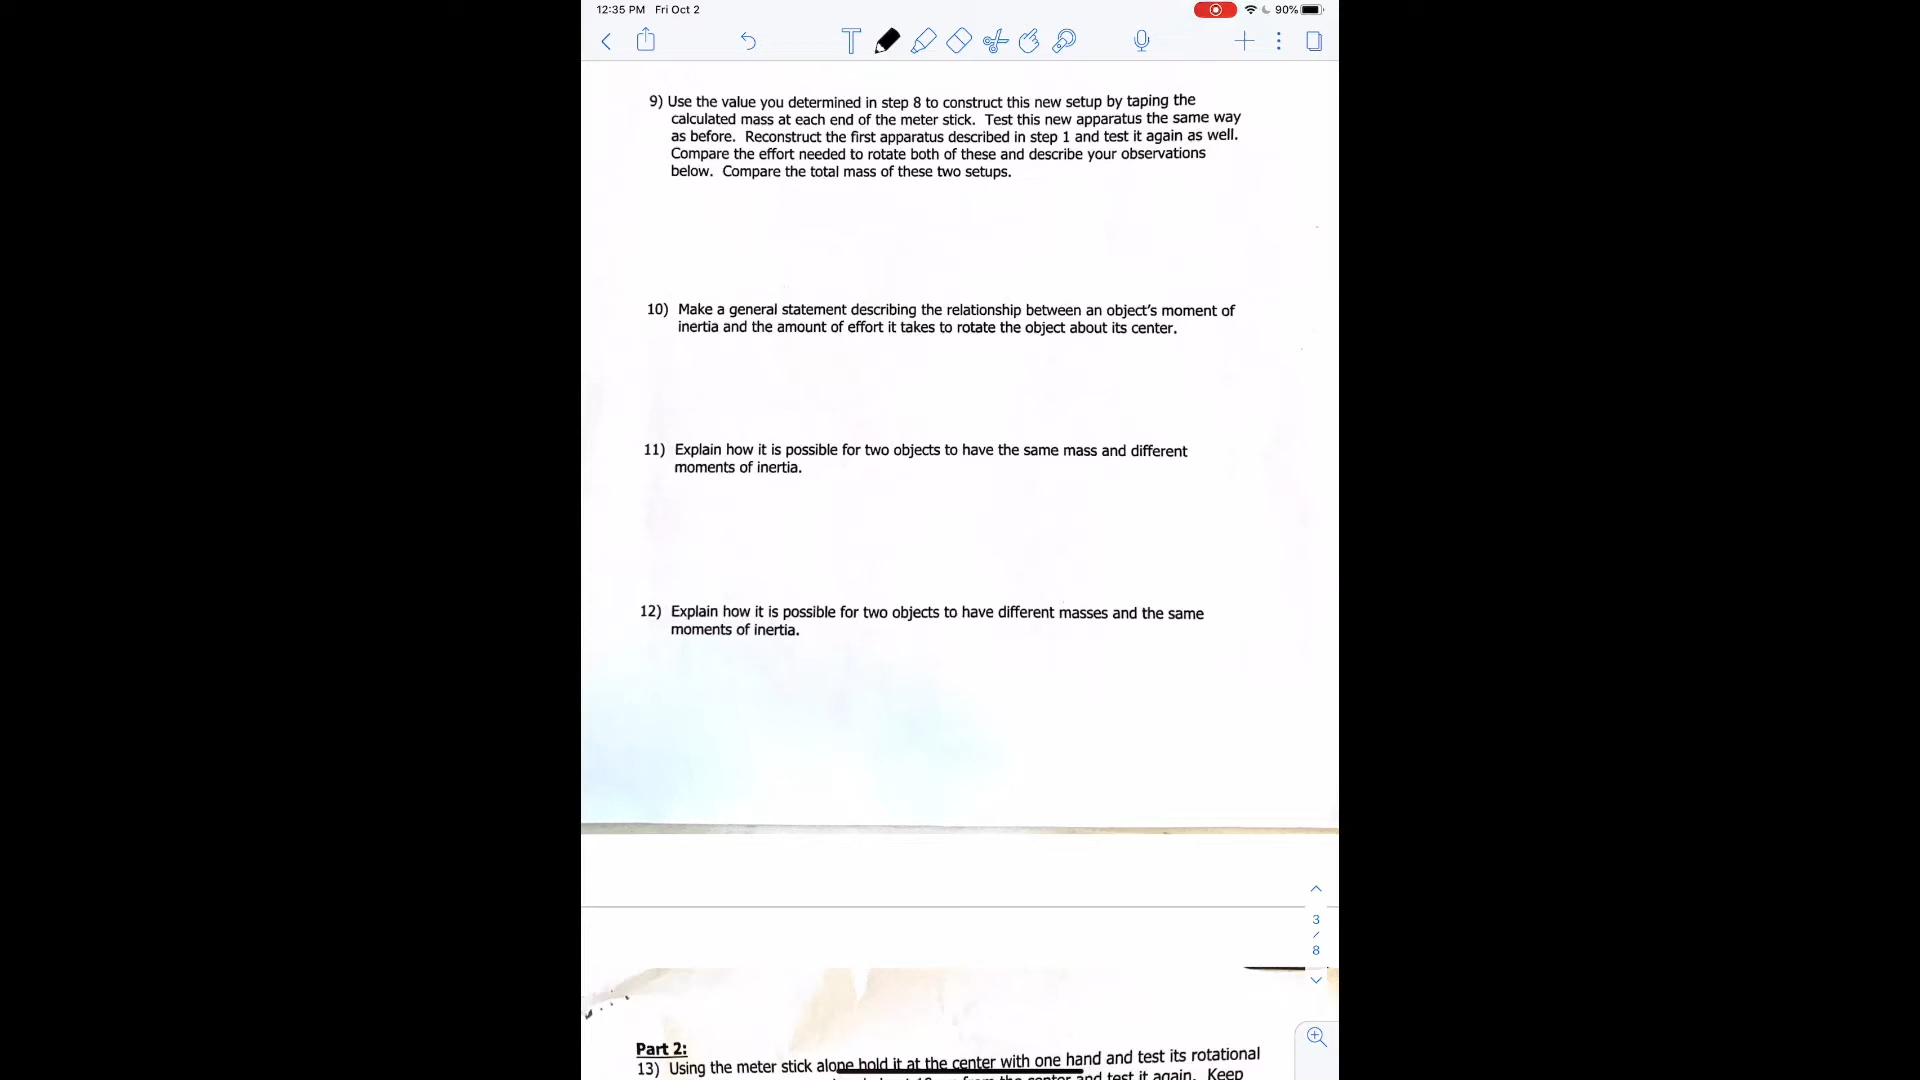 12:35 PM Fri Oct 2
90%
9) Use the value you determined in step 8 to construct this new setup by taping the
calculated mass at each end of the meter stick. Test this new apparatus the same way
as before. Reconstruct the first apparatus described in step 1 and test it again as well.
Compare the effort needed to rotate both of these and describe your observations
below. Compare the total mass of these two setups.
10) Make a general statement describing the relationship between an object's moment of
inertia and the amount of effort it takes to rotate the object about its center.
11) Explain how it is possible for two objects to have the same mass and different
moments of inertia.
12) Explain how it is possible for two objects to have different masses and the same
moments of inertia.
3
/
8
Part 2:
13) Using the meter stick alone hold it at the center with one hand and test its rotational
from the center and test it again. Keep